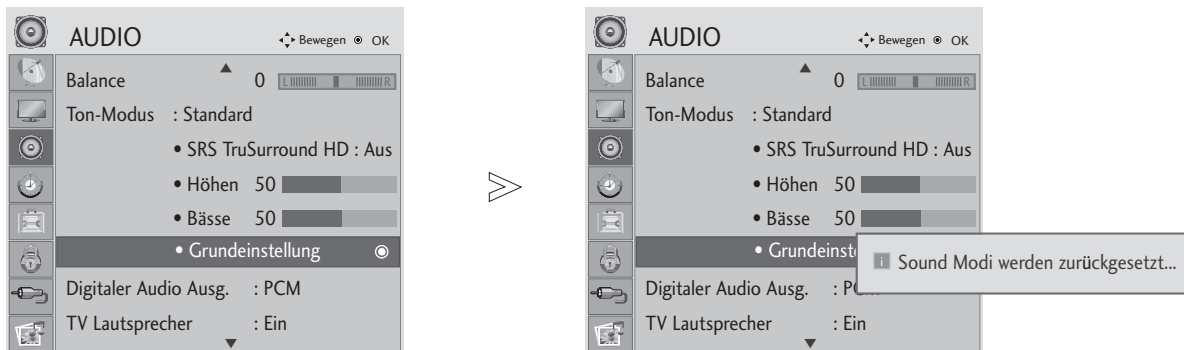 AUDIO Bewegen OK
Balance 0 L R
Ton-Modus : Standard
• SRS TruSurround HD : Aus
• Höhen 50
• Bässe 50
• Grundeinstellung
Digitaler Audio Ausg. : PCM
TV Lautsprecher : Ein
AUDIO Bewegen OK
Balance 0 L R
Ton-Modus : Standard
• SRS TruSurround HD : Aus
• Höhen 50
• Bässe 50
• Grundeinst
i Sound Modi werden zurückgesetzt...
Digitaler Audio Ausg. : P
TV Lautsprecher : Ein